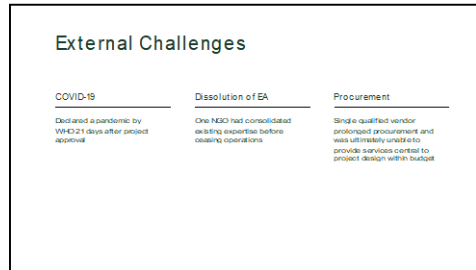 External Challenges
COVID-19
Declared a pandemic by
WHO 21 days after project
approval
Dissolution of EA
One NGO had consolidated
existing expertise before
ceasing operations
Procurement
Single qualified vendor
prolonged procurement and
was ultimately unable to
provide services central to
project design within budget